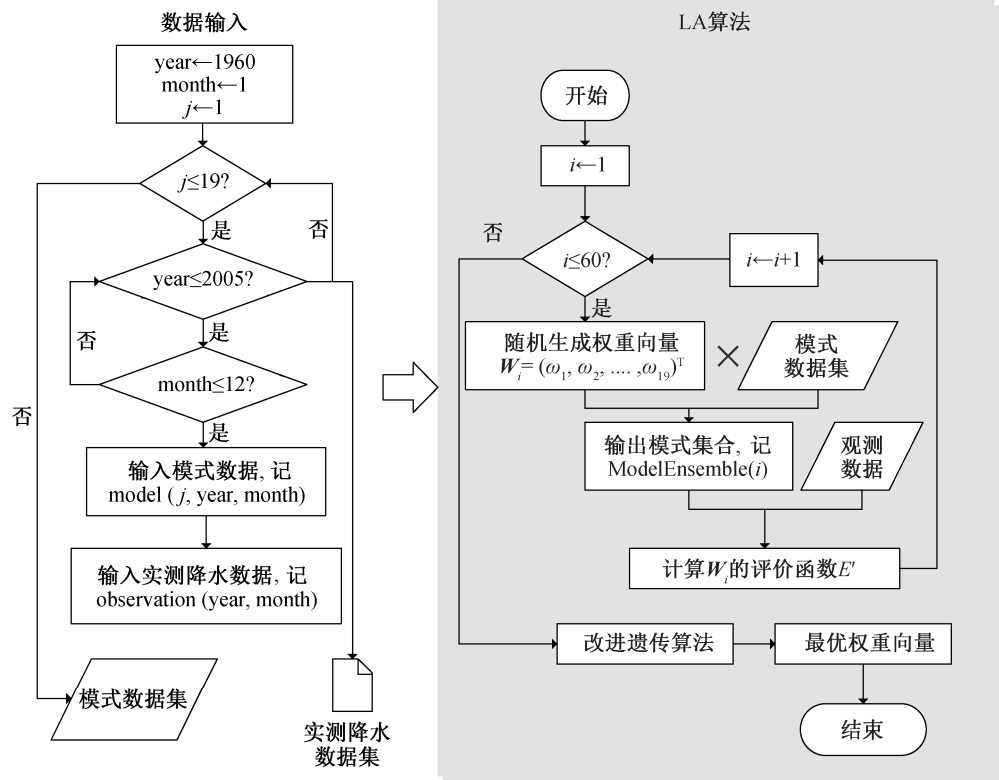 数据输入
year←1960
month←1
j←1
j≤19?
是
否
year≤2005?
是
否
month≤12?
是
否
输入模式数据, 记
model (j, year, month)
输入实测降水数据, 记
observation (year, month)
模式数据集
实测降水
数据集
LA算法
开始
i←1
否
i≤60?
i←i+1
是
随机生成权重向量
Wᵢ= (ω₁, ω₂, .... ,ω₁₉)ᵀ
×
模式
数据集
输出模式集合, 记
ModelEnsemble(i)
观测
数据
计算Wᵢ的评价函数E′
改进遗传算法
最优权重向量
结束